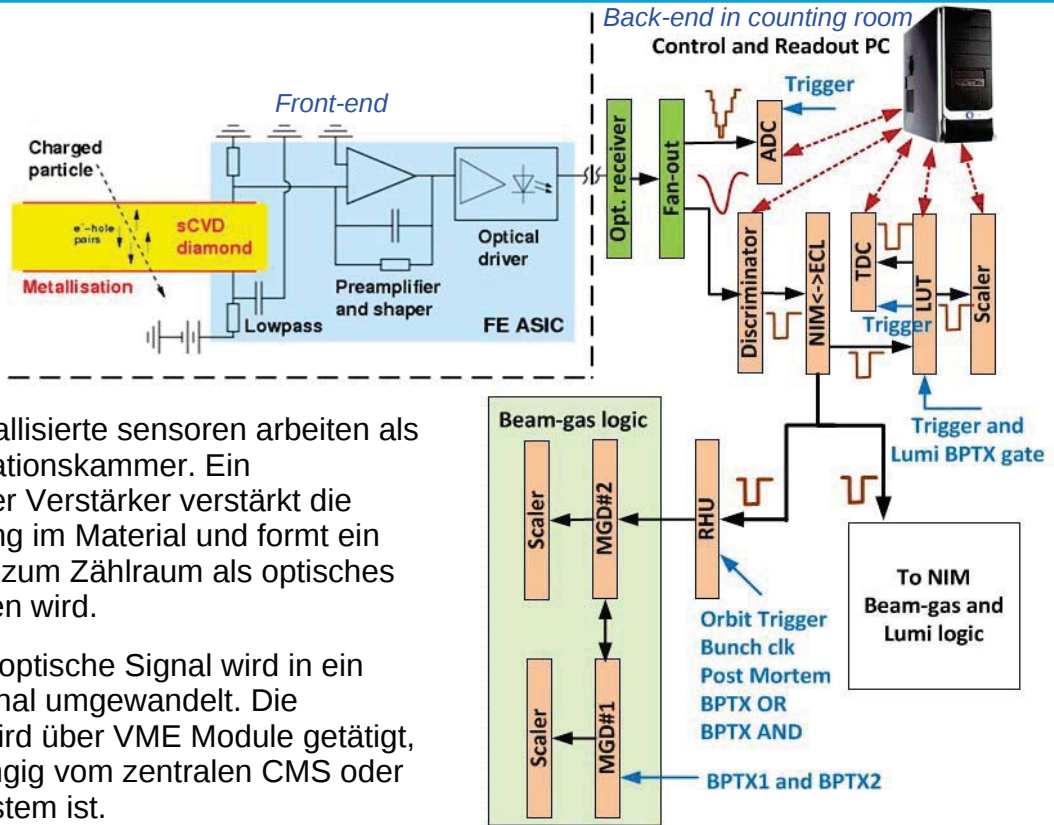 Back-end in counting room
Control and Readout PC
Front-end
Trigger
Charged
particle
e⁻-hole
pairs
sCVD
diamond
Metallisation
Lowpass
Preamplifier
and shaper
Optical
driver
FE ASIC
Opt. receiver
Fan-out
ADC
Discriminator
NIM<->ECL
TDC
Trigger
LUT
Scaler
Trigger and
Lumi BPTX gate
allisierte sensoren arbeiten als
ationskammer. Ein
er Verstärker verstärkt die
ng im Material und formt ein
zum Zählraum als optisches
en wird.
optische Signal wird in ein
nal umgewandelt. Die
ird über VME Module getätigt,
ngig vom zentralen CMS oder
stem ist.
Beam-gas logic
Scaler
MGD#2
RHU
Scaler
MGD#1
Orbit Trigger
Bunch clk
Post Mortem
BPTX OR
BPTX AND
BPTX1 and BPTX2
To NIM
Beam-gas and
Lumi logic